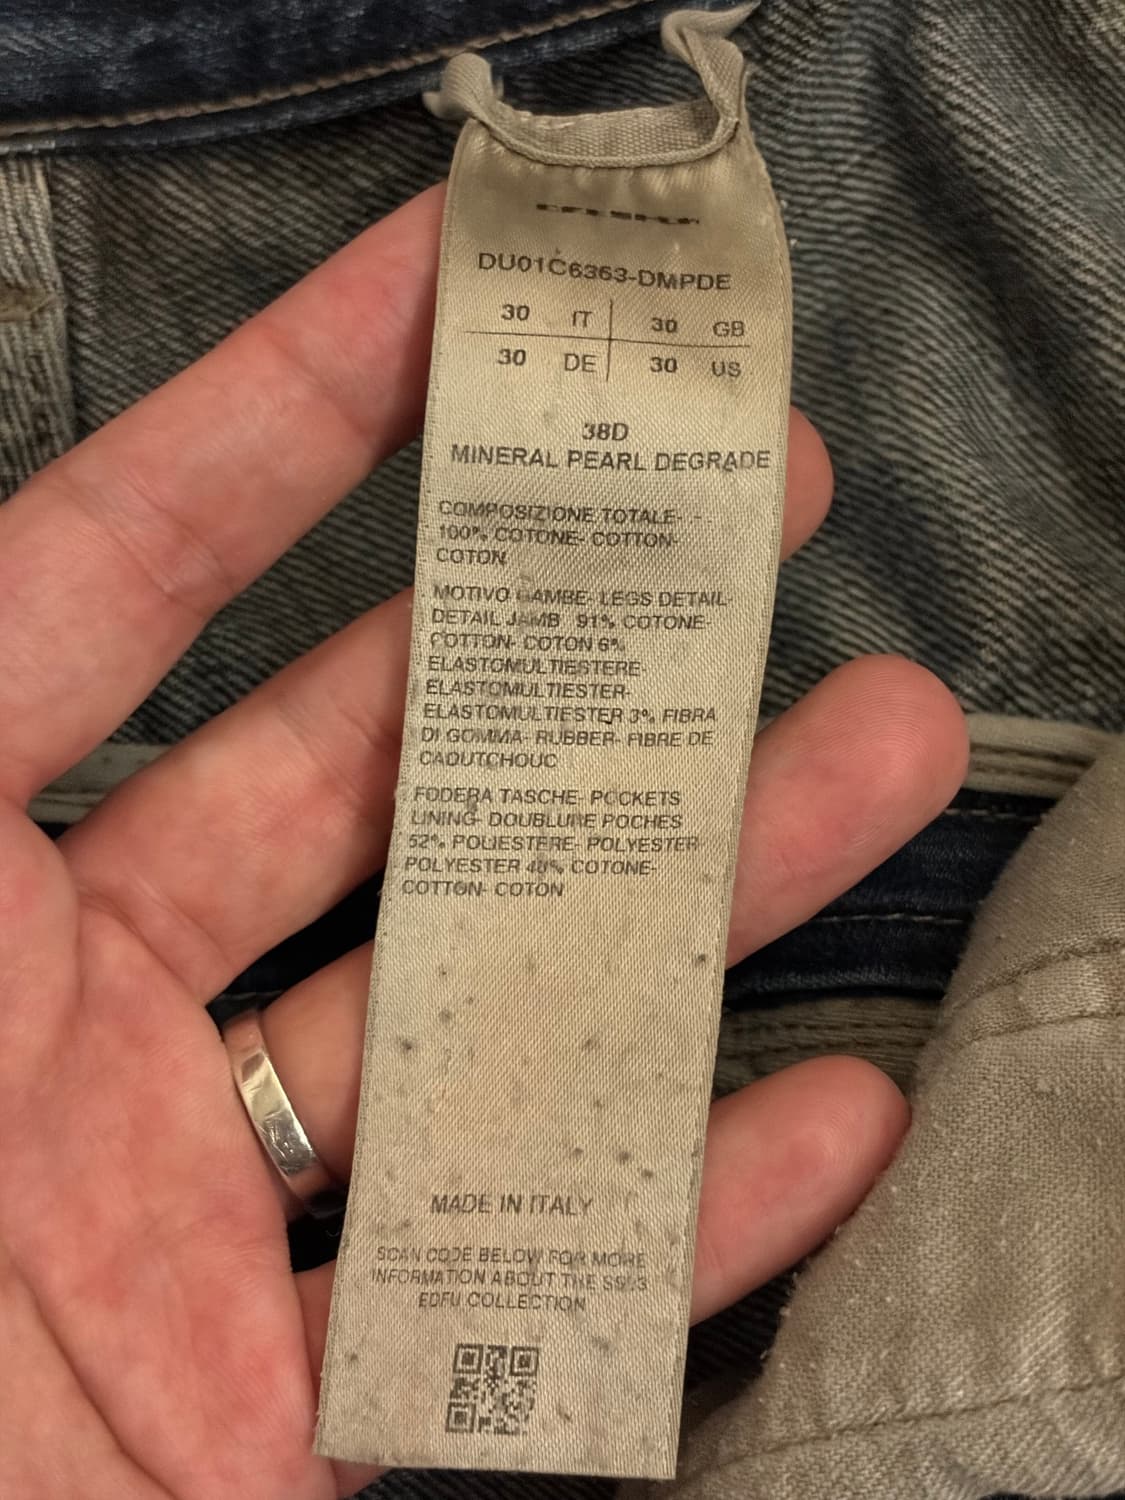 DU01C6363-DMPDE
30 IT 30 GB
30 DE 30 US
38D
MINERAL PEARL DEGRADE
COMPOSIZIONE TOTALE- - -
100% COTONE- COTTON-
COTON
MOTIVO GAMBE- LEGS DETAIL-
DETAIL JAMB 91% COTONE-
COTTON- COTON 6%
ELASTOMULTIESTERE-
ELASTOMULTIESTER-
ELASTOMULTIESTER 3% FIBRA
DI GOMMA- RUBBER- FIBRE DE
CAOUTCHOUC
FODERA TASCHE- POCKETS
LINING- DOUBLURE POCHES
52% POLIESTERE- POLYESTER
POLYESTER 48% COTONE-
COTTON- COTON
MADE IN ITALY
SCAN CODE BELOW FOR MORE
INFORMATION ABOUT THE
EDFU COLLECTION